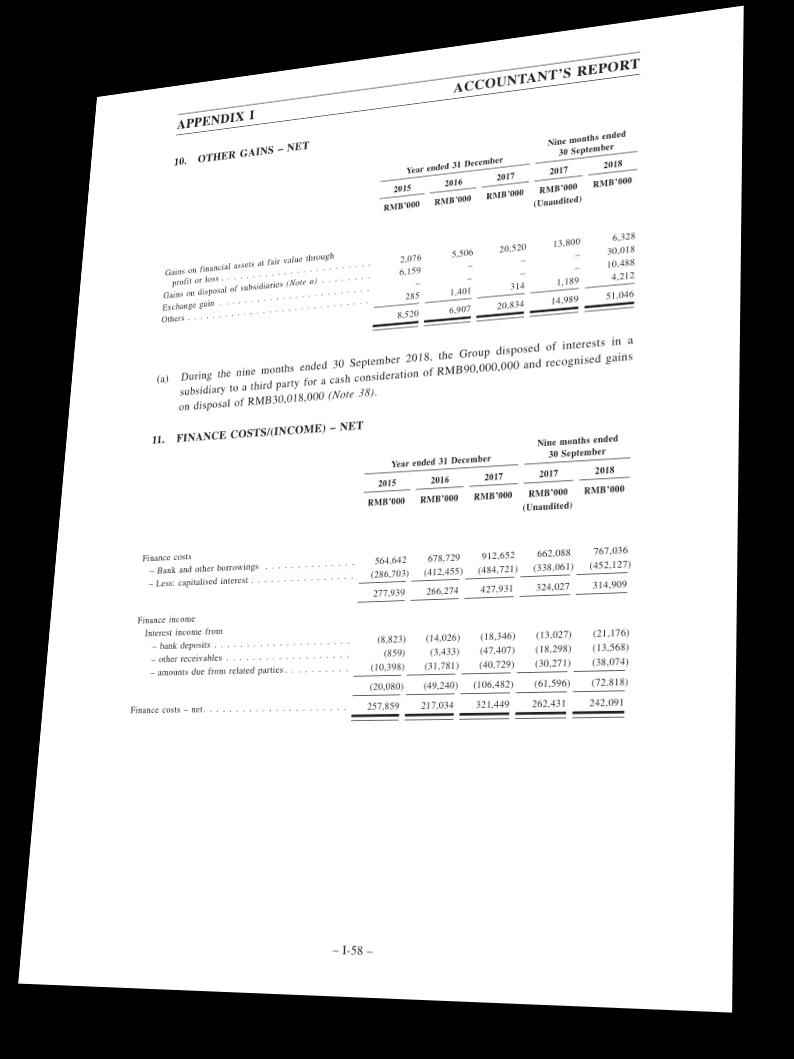 APPENDIX I ACCOUNTANT'S REPORT
10. OTHER GAINS – NET
Year ended 31 December Nine months ended 30 September
2015 2016 2017 2017 2018
RMB'000 RMB'000 RMB'000 RMB'000 RMB'000
(Unaudited)
Gains on financial assets at fair value through
profit or loss . . . . . . . . . . . . . . . . . . . . . . . 2,076 5,506 20,520 13,800 6,328
Gains on disposal of subsidiaries (Note a) . . . . . . . . 6,159 – – – 30,018
Exchange gain . . . . . . . . . . . . . . . . . . . . . . . . – – – – 10,488
Others . . . . . . . . . . . . . . . . . . . . . . . . . . . . 285 1,401 314 1,189 4,212
8,520 6,907 20,834 14,989 51,046
(a) During the nine months ended 30 September 2018, the Group disposed of interests in a
subsidiary to a third party for a cash consideration of RMB90,000,000 and recognised gains
on disposal of RMB30,018,000 (Note 38).
11. FINANCE COSTS/(INCOME) – NET
Year ended 31 December Nine months ended 30 September
2015 2016 2017 2017 2018
RMB'000 RMB'000 RMB'000 RMB'000 RMB'000
(Unaudited)
Finance costs
– Bank and other borrowings . . . . . . . . . . . . . . 564,642 678,729 912,652 662,088 767,036
– Less: capitalised interest . . . . . . . . . . . . . . . . (286,703) (412,455) (484,721) (338,061) (452,127)
277,939 266,274 427,931 324,027 314,909
Finance income
Interest income from
– bank deposits . . . . . . . . . . . . . . . . . . . . . (8,823) (14,026) (18,346) (13,027) (21,176)
– other receivables . . . . . . . . . . . . . . . . . . . (859) (3,433) (47,407) (18,298) (13,568)
– amounts due from related parties . . . . . . . . . . (10,398) (31,781) (40,729) (30,271) (38,074)
(20,080) (49,240) (106,482) (61,596) (72,818)
Finance costs – net . . . . . . . . . . . . . . . . . . . . . . 257,859 217,034 321,449 262,431 242,091
– I-58 –